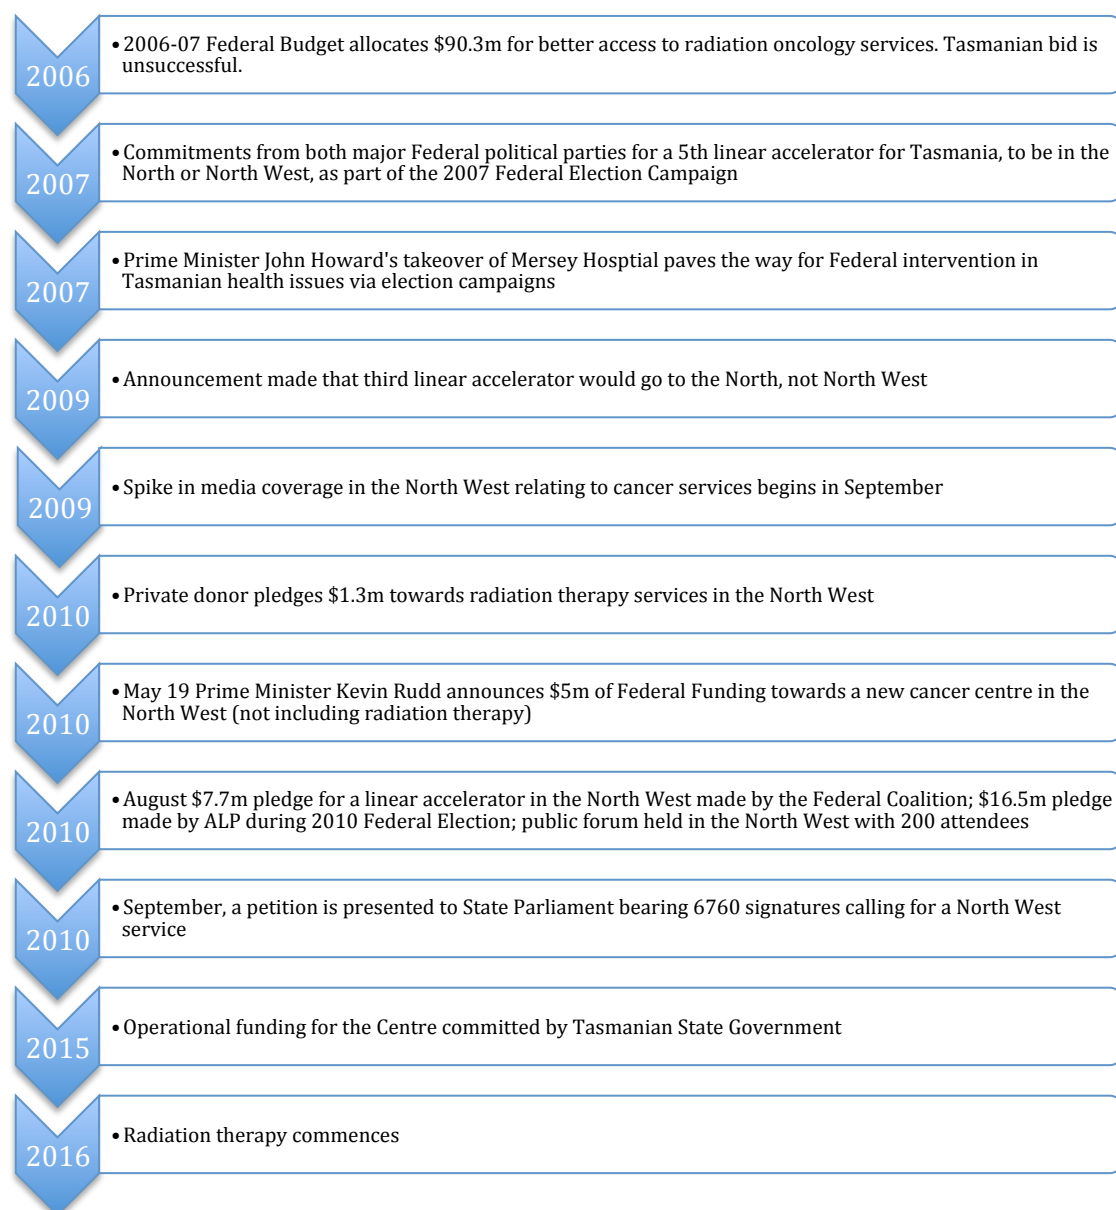 2006
•2006-07 Federal Budget allocates $90.3m for better access to radiation oncology services. Tasmanian bid is
unsuccessful.
2007
•Commitments from both major Federal political parties for a 5th linear accelerator for Tasmania, to be in the
North or North West, as part of the 2007 Federal Election Campaign
2007
•Prime Minister John Howard's takeover of Mersey Hosptial paves the way for Federal intervention in
Tasmanian health issues via election campaigns
2009
•Announcement made that third linear accelerator would go to the North, not North West
2009
•Spike in media coverage in the North West relating to cancer services begins in September
2010
•Private donor pledges $1.3m towards radiation therapy services in the North West
2010
•May 19 Prime Minister Kevin Rudd announces $5m of Federal Funding towards a new cancer centre in the
North West (not including radiation therapy)
2010
•August $7.7m pledge for a linear accelerator in the North West made by the Federal Coalition; $16.5m pledge
made by ALP during 2010 Federal Election; public forum held in the North West with 200 attendees
2010
•September, a petition is presented to State Parliament bearing 6760 signatures calling for a North West
service
2015
•Operational funding for the Centre committed by Tasmanian State Government
2016
•Radiation therapy commences